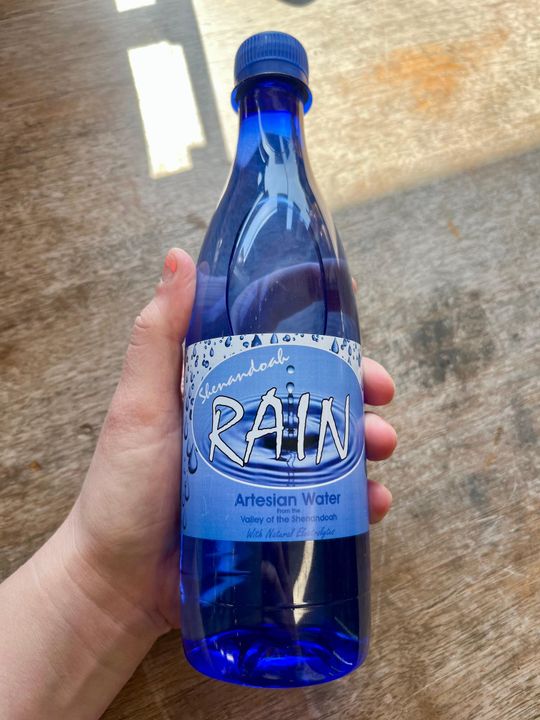 Shenandoah
RAIN
Artesian Water
From the
Valley of the Shenandoah
With Natural Electrolytes